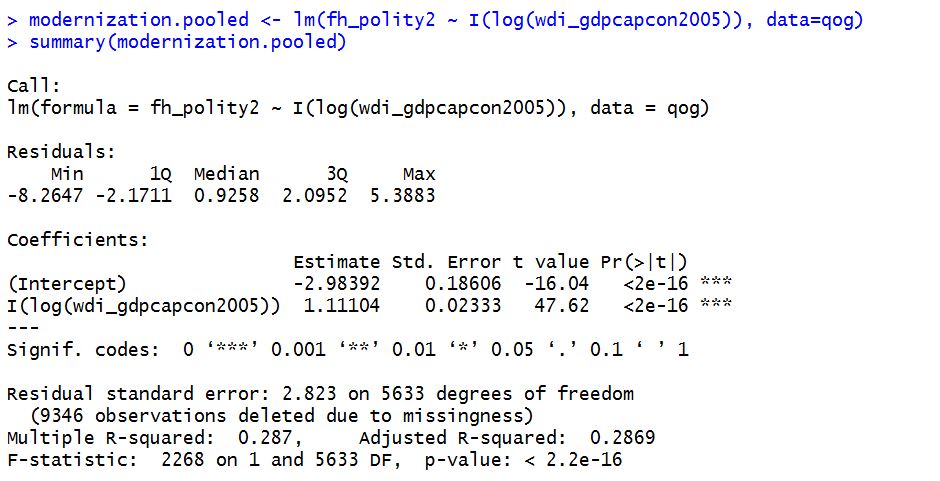 > modernization.pooled <- lm(fh_polity2 ~ I(log(wdi_gdpcapcon2005)), data=qog)
> summary(modernization.pooled)
Call:
lm(formula = fh_polity2 ~ I(log(wdi_gdpcapcon2005)), data = qog)
Residuals:
    Min      1Q  Median      3Q     Max
-8.2647 -2.1711  0.9258  2.0952  5.3883
Coefficients:
                          Estimate Std. Error t value Pr(>|t|)
(Intercept)               -2.98392    0.18606  -16.04   <2e-16 ***
I(log(wdi_gdpcapcon2005))  1.11104    0.02333   47.62   <2e-16 ***
---
Signif. codes:  0 ‘***’ 0.001 ‘**’ 0.01 ‘*’ 0.05 ‘.’ 0.1 ‘ ’ 1
Residual standard error: 2.823 on 5633 degrees of freedom
  (9346 observations deleted due to missingness)
Multiple R-squared:  0.287,	Adjusted R-squared:  0.2869
F-statistic:  2268 on 1 and 5633 DF,  p-value: < 2.2e-16